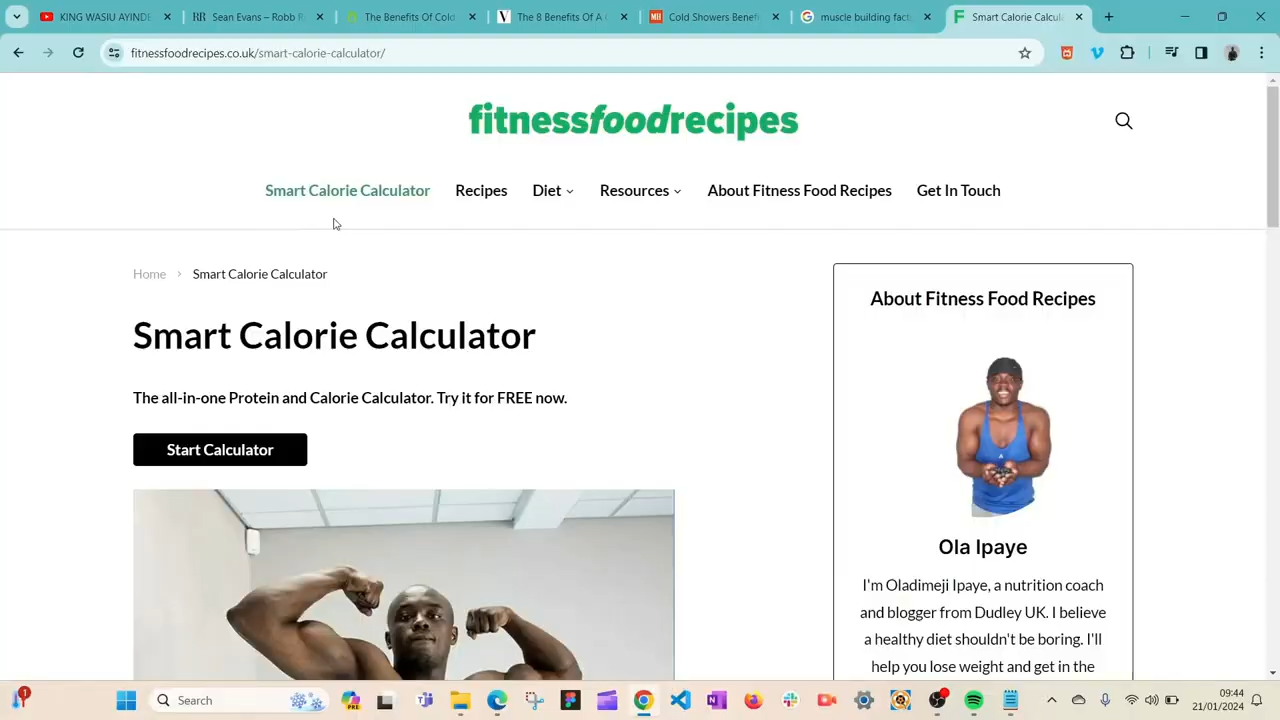 KING WASIU AYINDE
Sean Evans – Robb R
The Benefits Of Colo
The 8 Benefits Of A C
Cold Showers Benef
muscle building fact
Smart Calorie Calcula
fitnessfoodrecipes.co.uk/smart-calorie-calculator/
fitnessfoodrecipes
Smart Calorie Calculator Recipes Diet Resources About Fitness Food Recipes Get In Touch
Home > Smart Calorie Calculator
Smart Calorie Calculator
The all-in-one Protein and Calorie Calculator. Try it for FREE now.
Start Calculator
About Fitness Food Recipes
Ola Ipaye
I'm Oladimeji Ipaye, a nutrition coach
and blogger from Dudley UK. I believe
a healthy diet shouldn't be boring. I'll
help you lose weight and get in the
1
Search
PRE
09:44
21/01/2024